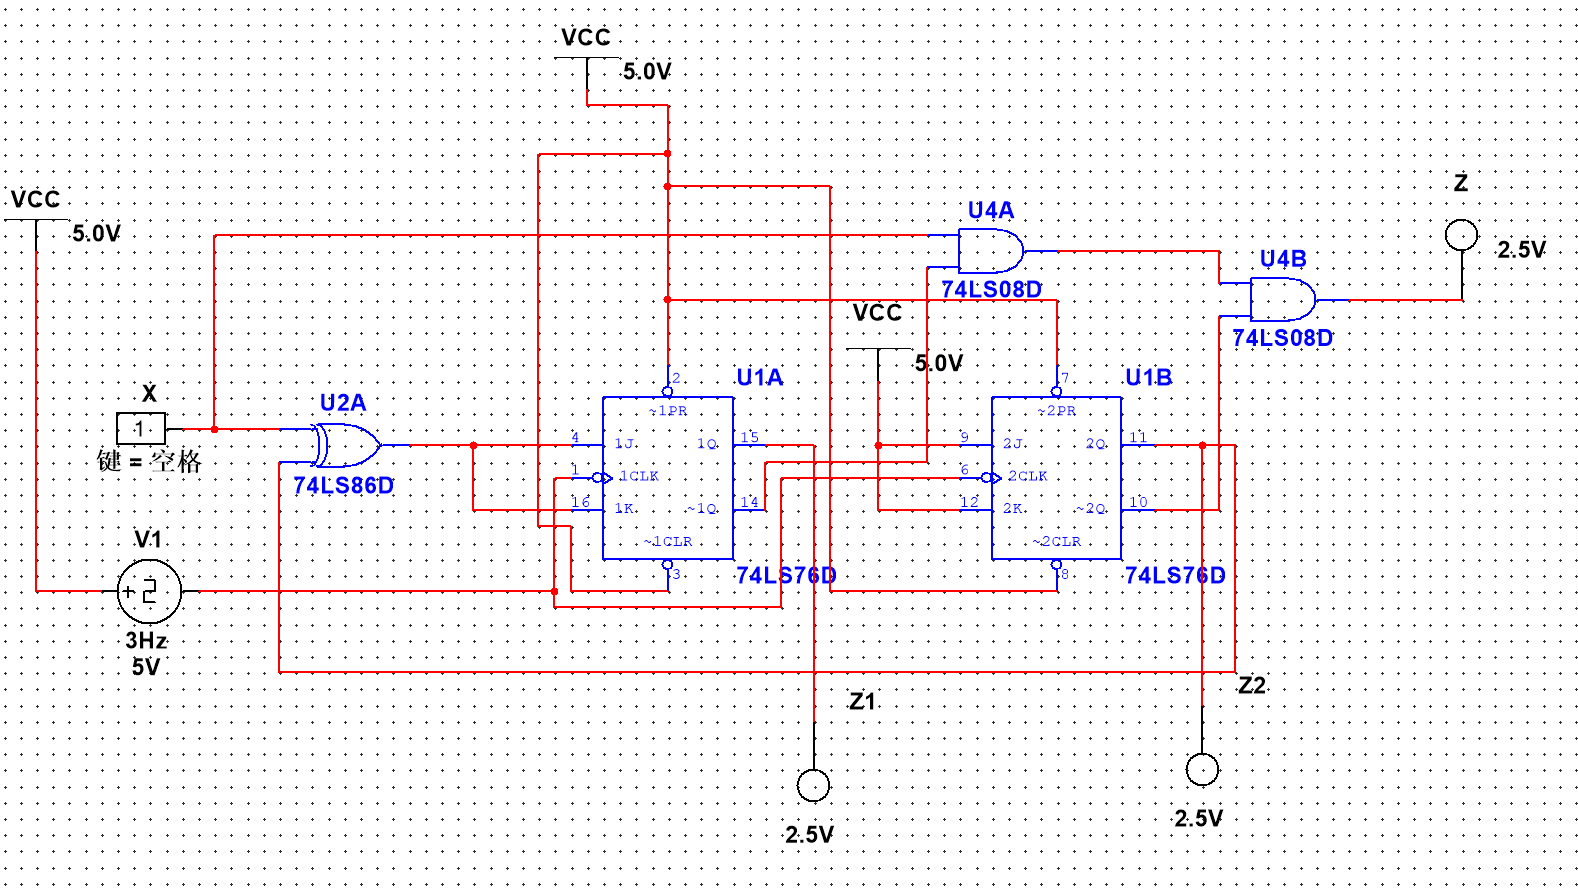 VCC
5.0V
VCC
5.0V
Z
2.5V
U4A
74LS08D
U4B
74LS08D
VCC
5.0V
X
1
键 = 空格
U2A
74LS86D
V1
3Hz
5V
U1A
2
~1PR
4
1J
1Q
15
1
1CLK
16
1K
~1Q
14
~1CLR
3
74LS76D
U1B
7
~2PR
9
2J
2Q
11
6
2CLK
12
2K
~2Q
10
~2CLR
8
74LS76D
Z1
2.5V
Z2
2.5V